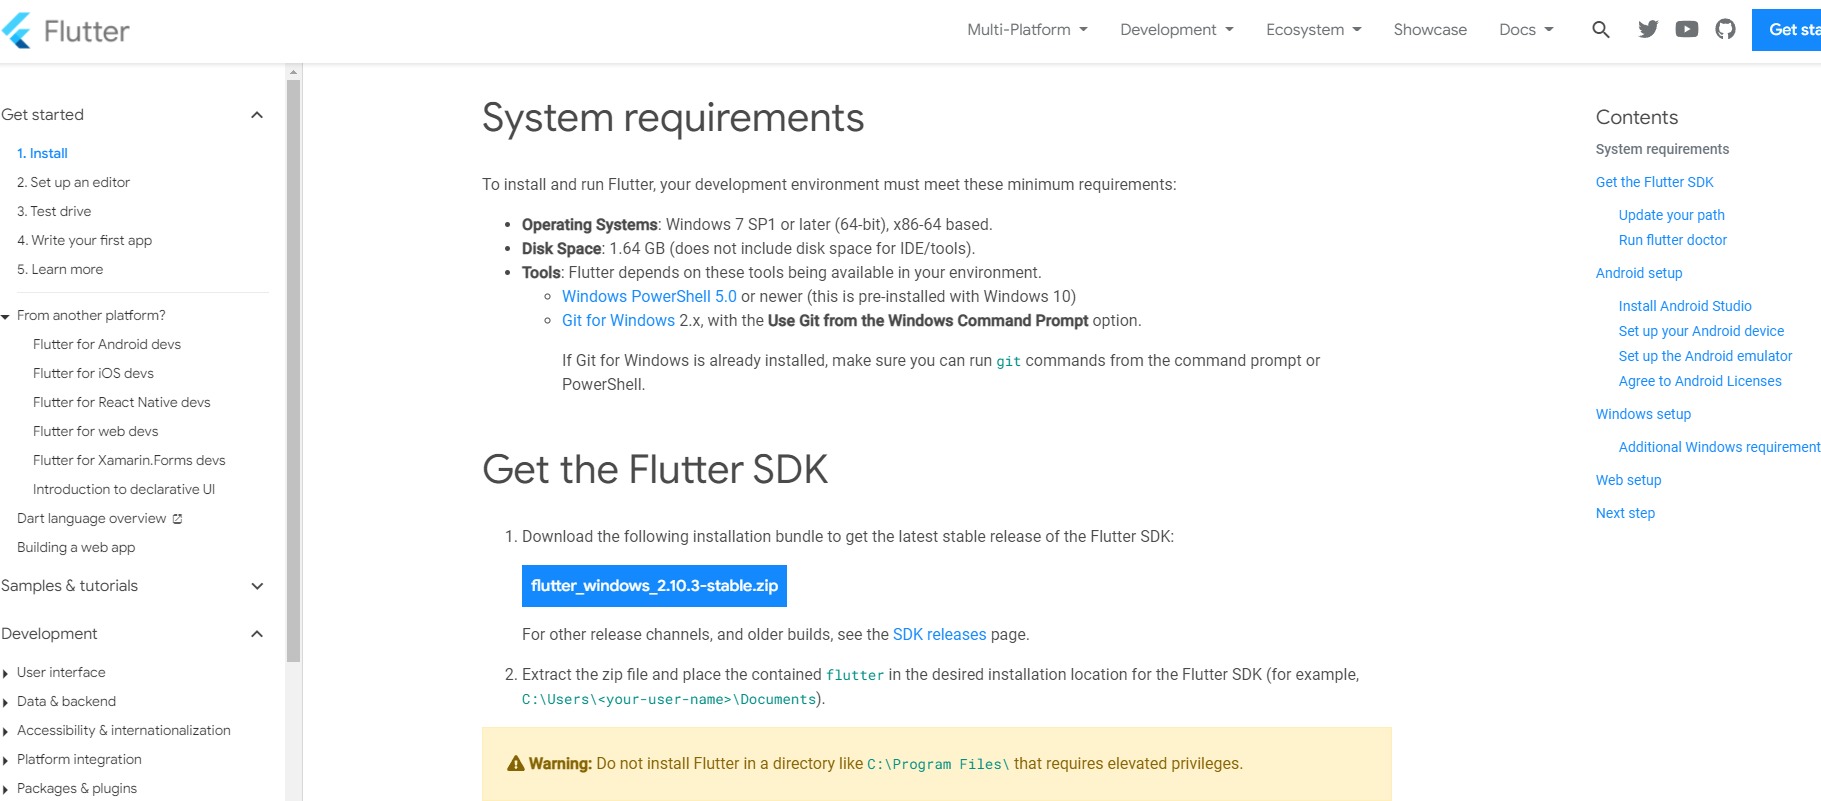 Flutter
Multi-Platform
Development
Ecosystem
Showcase
Docs
Get sta
Get started
1. Install
2. Set up an editor
3. Test drive
4. Write your first app
5. Learn more
From another platform?
Flutter for Android devs
Flutter for iOS devs
Flutter for React Native devs
Flutter for web devs
Flutter for Xamarin.Forms devs
Introduction to declarative UI
Dart language overview
Building a web app
Samples & tutorials
Development
User interface
Data & backend
Accessibility & internationalization
Platform integration
Packages & plugins
System requirements
To install and run Flutter, your development environment must meet these minimum requirements:
• Operating Systems: Windows 7 SP1 or later (64-bit), x86-64 based.
• Disk Space: 1.64 GB (does not include disk space for IDE/tools).
• Tools: Flutter depends on these tools being available in your environment.
◦ Windows PowerShell 5.0 or newer (this is pre-installed with Windows 10)
◦ Git for Windows 2.x, with the Use Git from the Windows Command Prompt option.
If Git for Windows is already installed, make sure you can run git commands from the command prompt or
PowerShell.
Get the Flutter SDK
1. Download the following installation bundle to get the latest stable release of the Flutter SDK:
flutter_windows_2.10.3-stable.zip
For other release channels, and older builds, see the SDK releases page.
2. Extract the zip file and place the contained flutter in the desired installation location for the Flutter SDK (for example,
C:\Users\<your-user-name>\Documents).
Warning: Do not install Flutter in a directory like C:\Program Files\ that requires elevated privileges.
Contents
System requirements
Get the Flutter SDK
Update your path
Run flutter doctor
Android setup
Install Android Studio
Set up your Android device
Set up the Android emulator
Agree to Android Licenses
Windows setup
Additional Windows requirement
Web setup
Next step